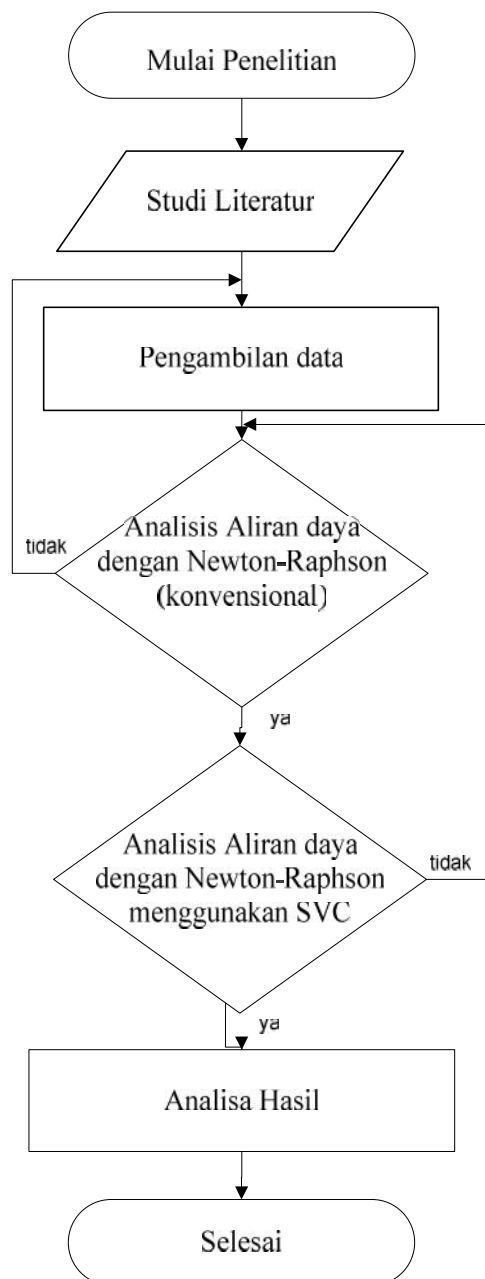 Mulai Penelitian
Studi Literatur
Pengambilan data
Analisis Aliran daya
dengan Newton-Raphson
(konvensional)
tidak
ya
Analisis Aliran daya
dengan Newton-Raphson
menggunakan SVC
tidak
ya
Analisa Hasil
Selesai